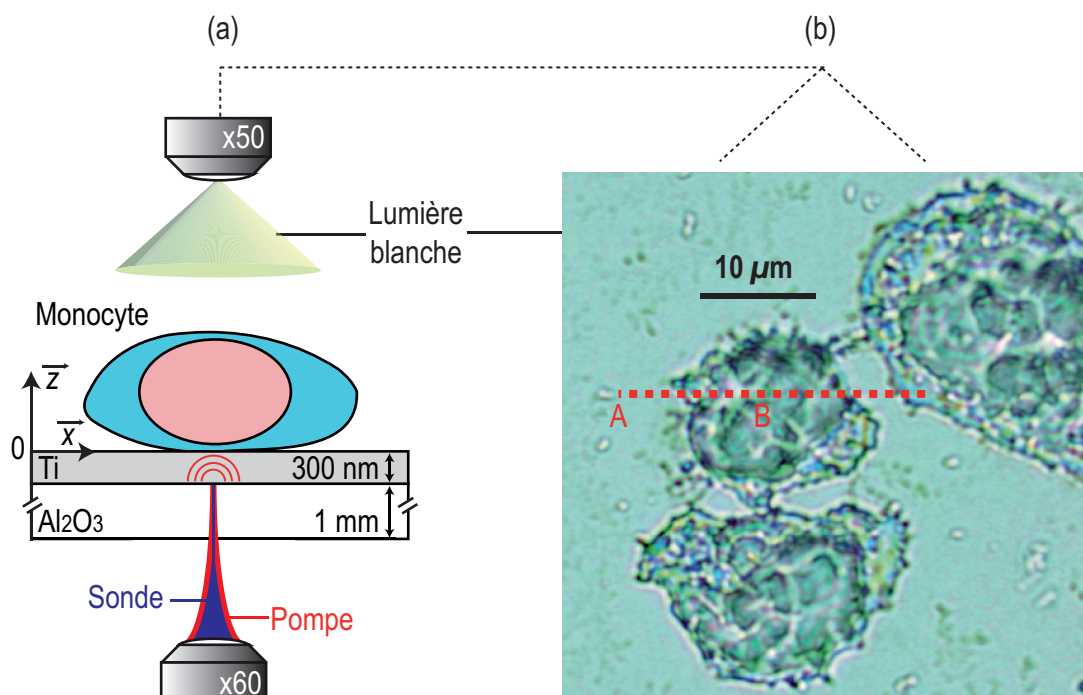 (a)
(b)
x50
Lumière
blanche
10 µm
Monocyte
z
A
B
x
0
Ti
300 nm
Al₂O₃
1 mm
Sonde
Pompe
x60